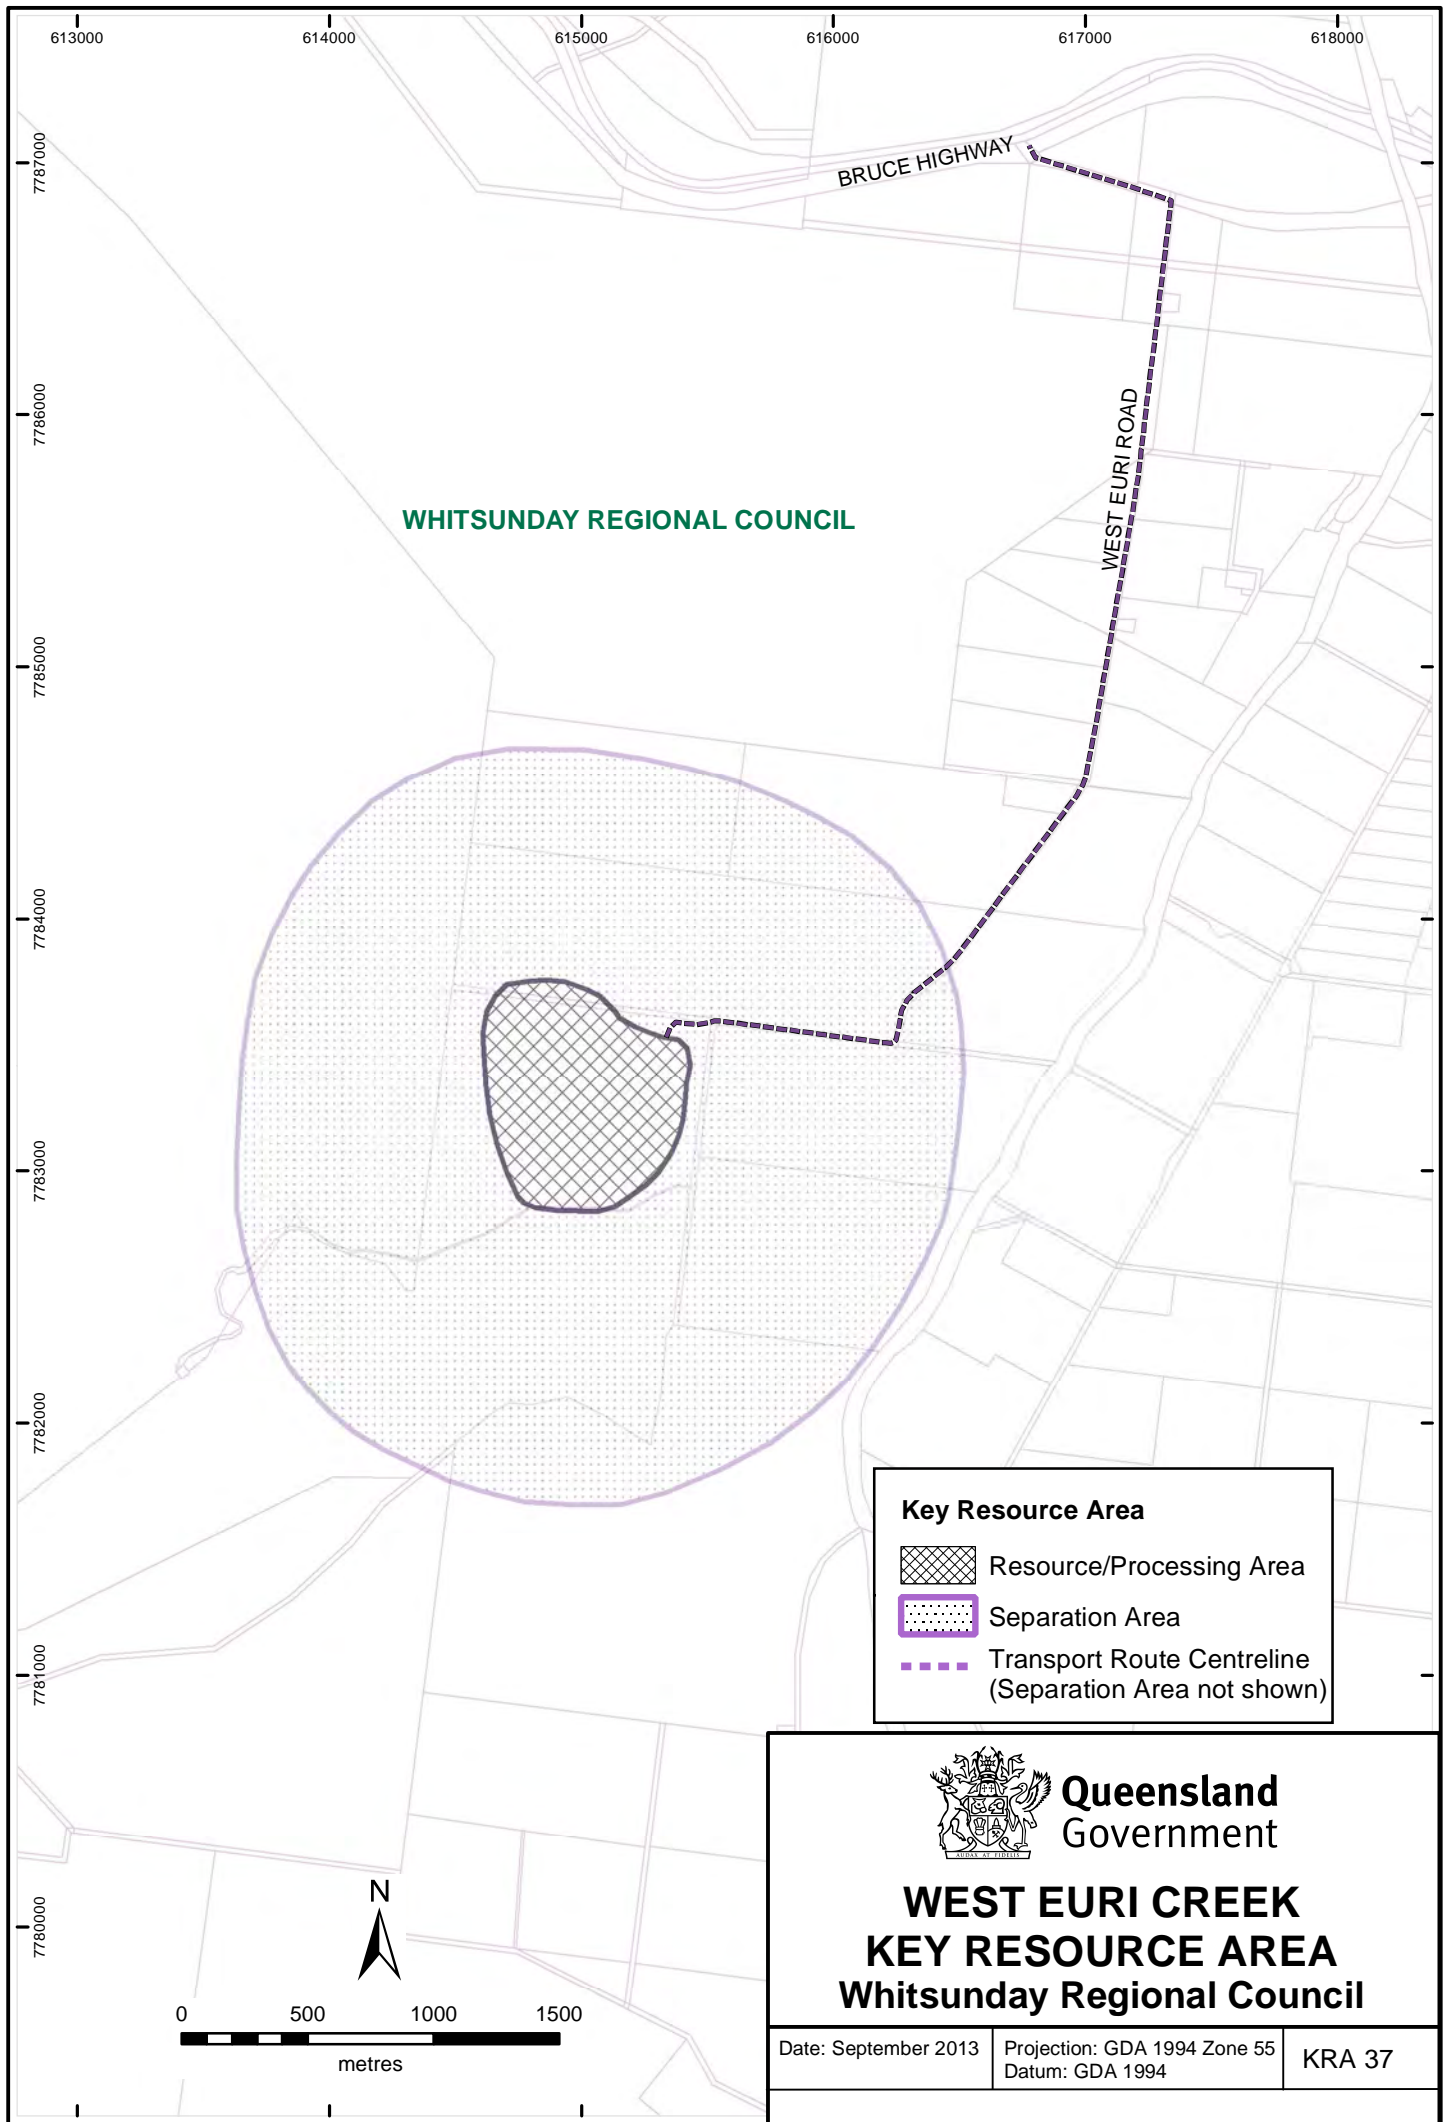 613000
614000
615000
616000
617000
618000
7787000
BRUCE HIGHWAY
7786000
WEST EURI ROAD
WHITSUNDAY REGIONAL COUNCIL
7785000
7784000
7783000
7782000
7781000
7780000
Key Resource Area
Resource/Processing Area
Separation Area
Transport Route Centreline
(Separation Area not shown)
Queensland
Government
AUDAX AT FIDELIS
WEST EURI CREEK
KEY RESOURCE AREA
Whitsunday Regional Council
Date: September 2013
Projection: GDA 1994 Zone 55
Datum: GDA 1994
KRA 37
N
0 500 1000 1500
metres